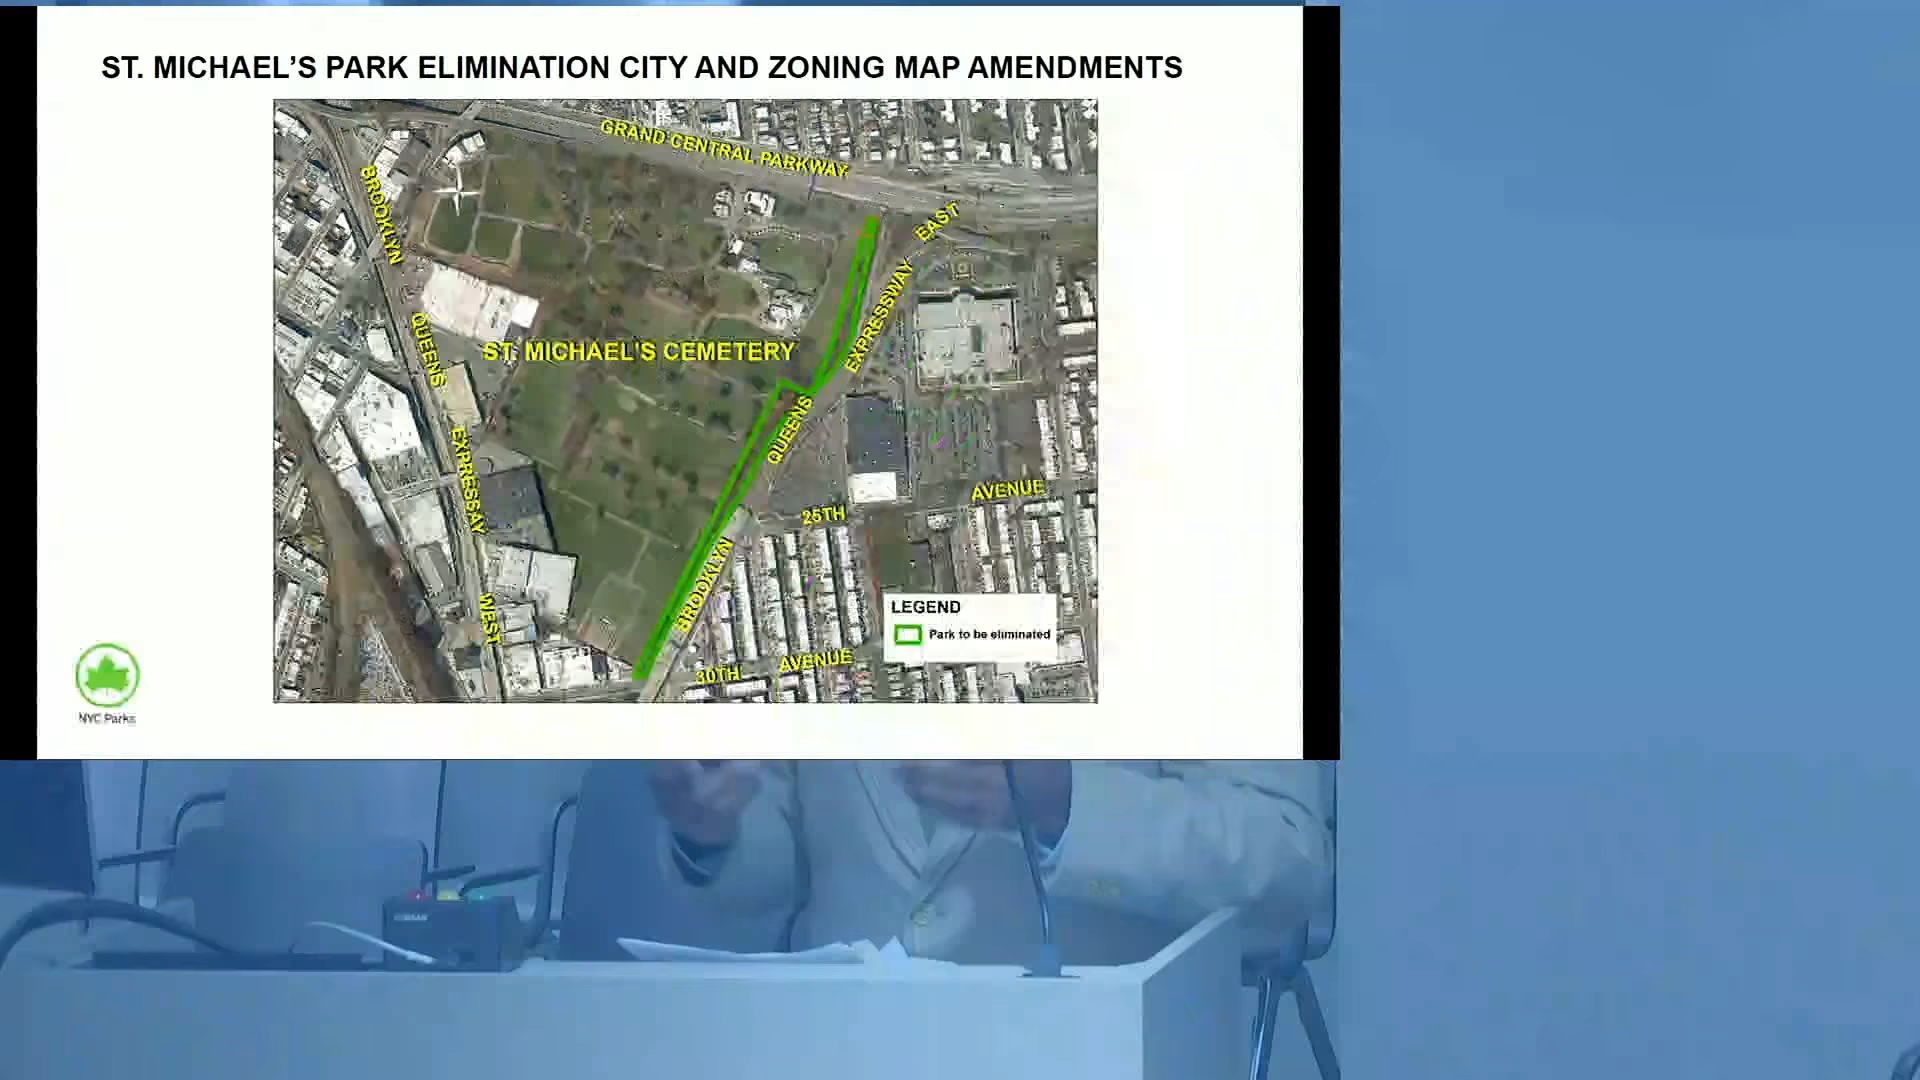 ST. MICHAEL'S PARK ELIMINATION CITY AND ZONING MAP AMENDMENTS
GRAND CENTRAL PARKWAY
BROOKLYN
QUEENS
EXPRESSAY
WEST
EAST
EXPRESSWAY
QUEENS
BROOKLYN
ST. MICHAEL'S CEMETERY
25TH AVENUE
30TH AVENUE
LEGEND
Park to be eliminated
NYC Parks